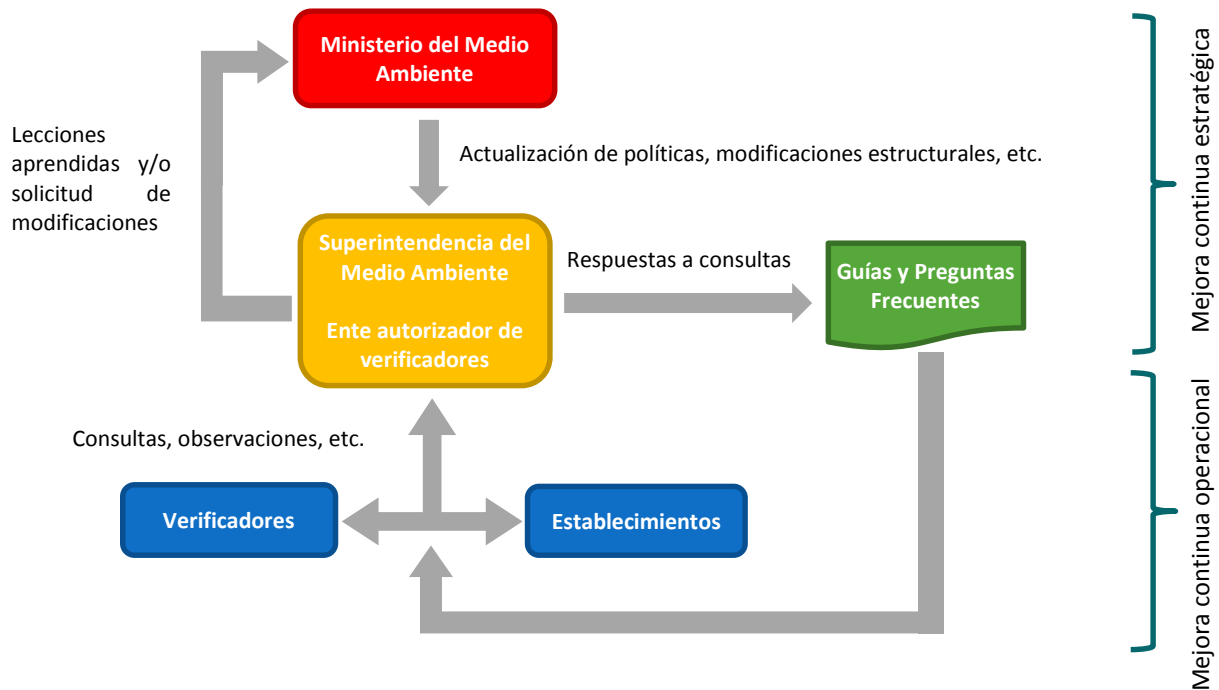 Ministerio del Medio
Ambiente
Lecciones
aprendidas y/o
solicitud de
modificaciones
Actualización de políticas, modificaciones estructurales, etc.
Mejora continua estratégica
Superintendencia del
Medio Ambiente
Ente autorizador de
verificadores
Respuestas a consultas
Guías y Preguntas
Frecuentes
Consultas, observaciones, etc.
Verificadores
Establecimientos
Mejora continua operacional